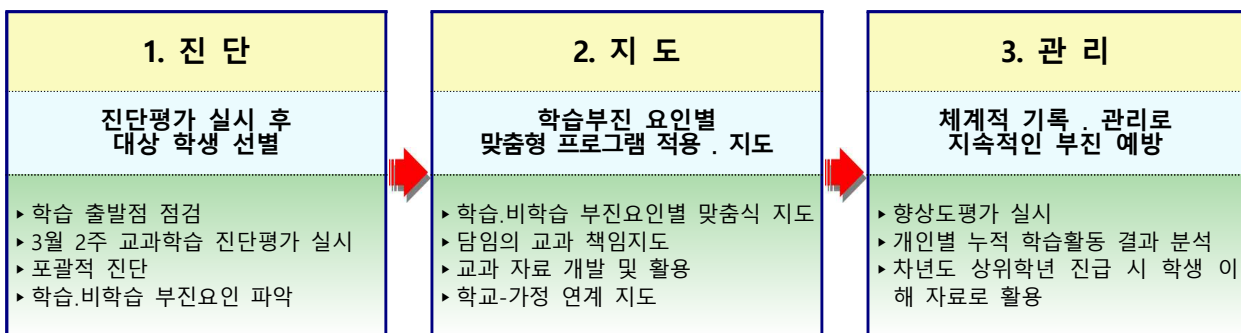 1. 진 단
진단평가 실시 후
대상 학생 선별
▸ 학습 출발점 점검
▸ 3월 2주 교과학습 진단평가 실시
▸ 포괄적 진단
▸ 학습.비학습 부진요인 파악
2. 지 도
학습부진 요인별
맞춤형 프로그램 적용 . 지도
▸ 학습.비학습 부진요인별 맞춤식 지도
▸ 담임의 교과 책임지도
▸ 교과 자료 개발 및 활용
▸ 학교-가정 연계 지도
3. 관 리
체계적 기록 . 관리로
지속적인 부진 예방
▸ 향상도평가 실시
▸ 개인별 누적 학습활동 결과 분석
▸ 차년도 상위학년 진급 시 학생 이
해 자료로 활용